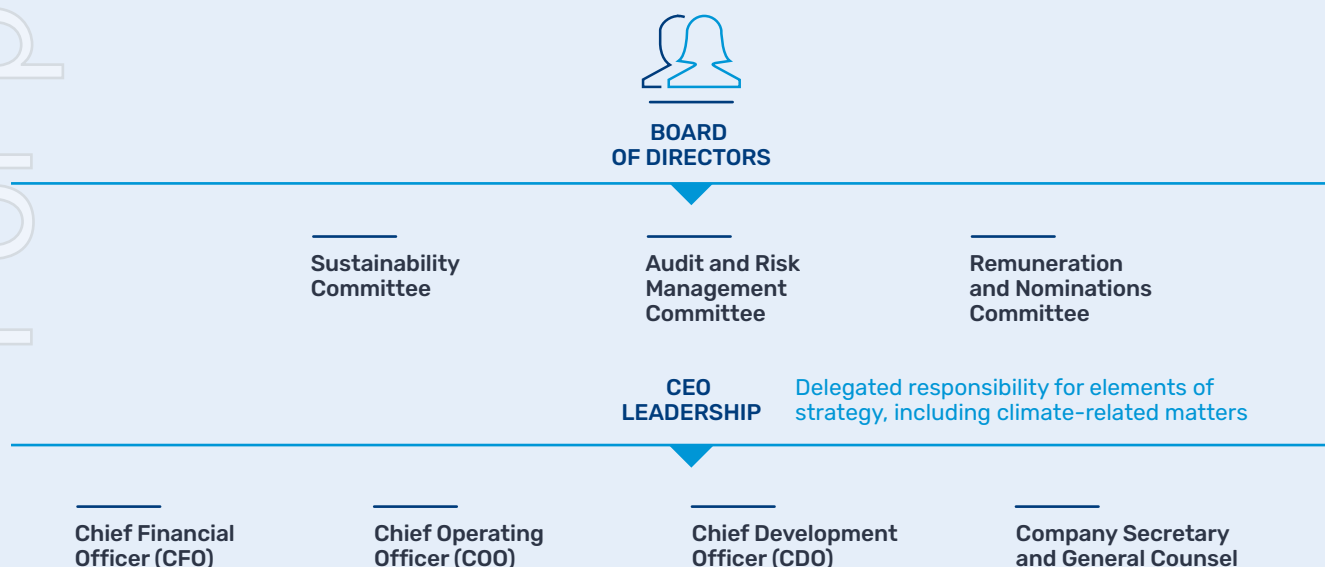 BOARD
OF DIRECTORS
Sustainability
Committee
Audit and Risk
Management
Committee
Remuneration
and Nominations
Committee
CEO
LEADERSHIP
Delegated responsibility for elements of
strategy, including climate-related matters
Chief Financial
Officer (CFO)
Chief Operating
Officer (COO)
Chief Development
Officer (CDO)
Company Secretary
and General Counsel